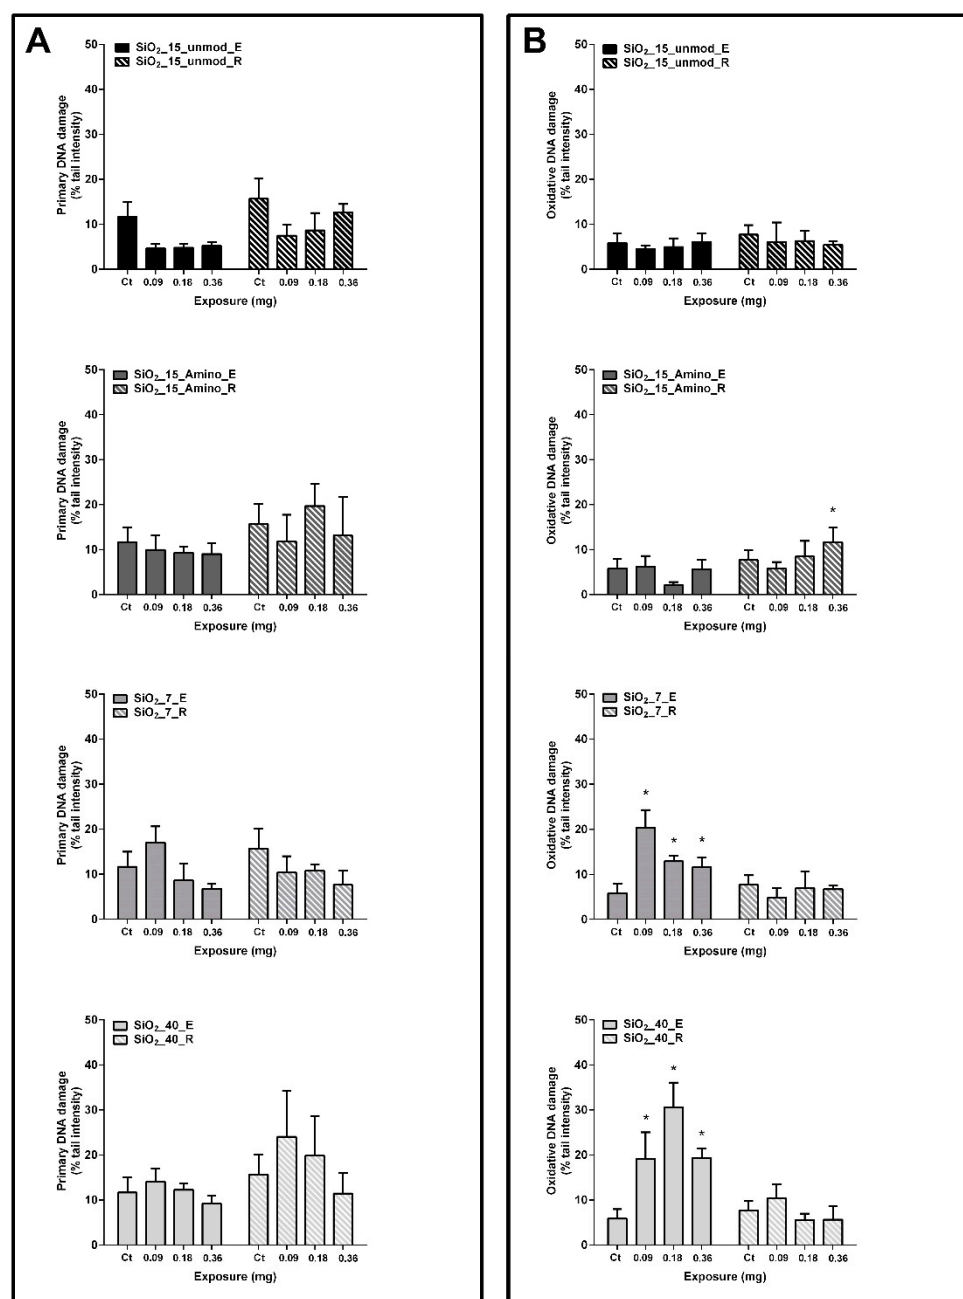 A
SiO₂_15_unmod_E
SiO₂_15_unmod_R
Primary DNA damage
(% tail intensity)
50
40
30
20
10
0
Ct 0.09 0.18 0.36 Ct 0.09 0.18 0.36
Exposure (mg)
SiO₂_15_Amino_E
SiO₂_15_Amino_R
Primary DNA damage
(% tail intensity)
50
40
30
20
10
0
Ct 0.09 0.18 0.36 Ct 0.09 0.18 0.36
Exposure (mg)
SiO₂_7_E
SiO₂_7_R
Primary DNA damage
(% tail intensity)
50
40
30
20
10
0
Ct 0.09 0.18 0.36 Ct 0.09 0.18 0.36
Exposure (mg)
SiO₂_40_E
SiO₂_40_R
Primary DNA damage
(% tail intensity)
50
40
30
20
10
0
Ct 0.09 0.18 0.36 Ct 0.09 0.18 0.36
Exposure (mg)
B
SiO₂_15_unmod_E
SiO₂_15_unmod_R
Oxidative DNA damage
(% tail intensity)
50
40
30
20
10
0
Ct 0.09 0.18 0.36 Ct 0.09 0.18 0.36
Exposure (mg)
SiO₂_15_Amino_E
SiO₂_15_Amino_R
Oxidative DNA damage
(% tail intensity)
50
40
30
20
10
0
*
Ct 0.09 0.18 0.36 Ct 0.09 0.18 0.36
Exposure (mg)
SiO₂_7_E
SiO₂_7_R
Oxidative DNA damage
(% tail intensity)
50
40
30
20
10
0
* * *
Ct 0.09 0.18 0.36 Ct 0.09 0.18 0.36
Exposure (mg)
SiO₂_40_E
SiO₂_40_R
Oxidative DNA damage
(% tail intensity)
50
40
30
20
10
0
* * *
Ct 0.09 0.18 0.36 Ct 0.09 0.18 0.36
Exposure (mg)